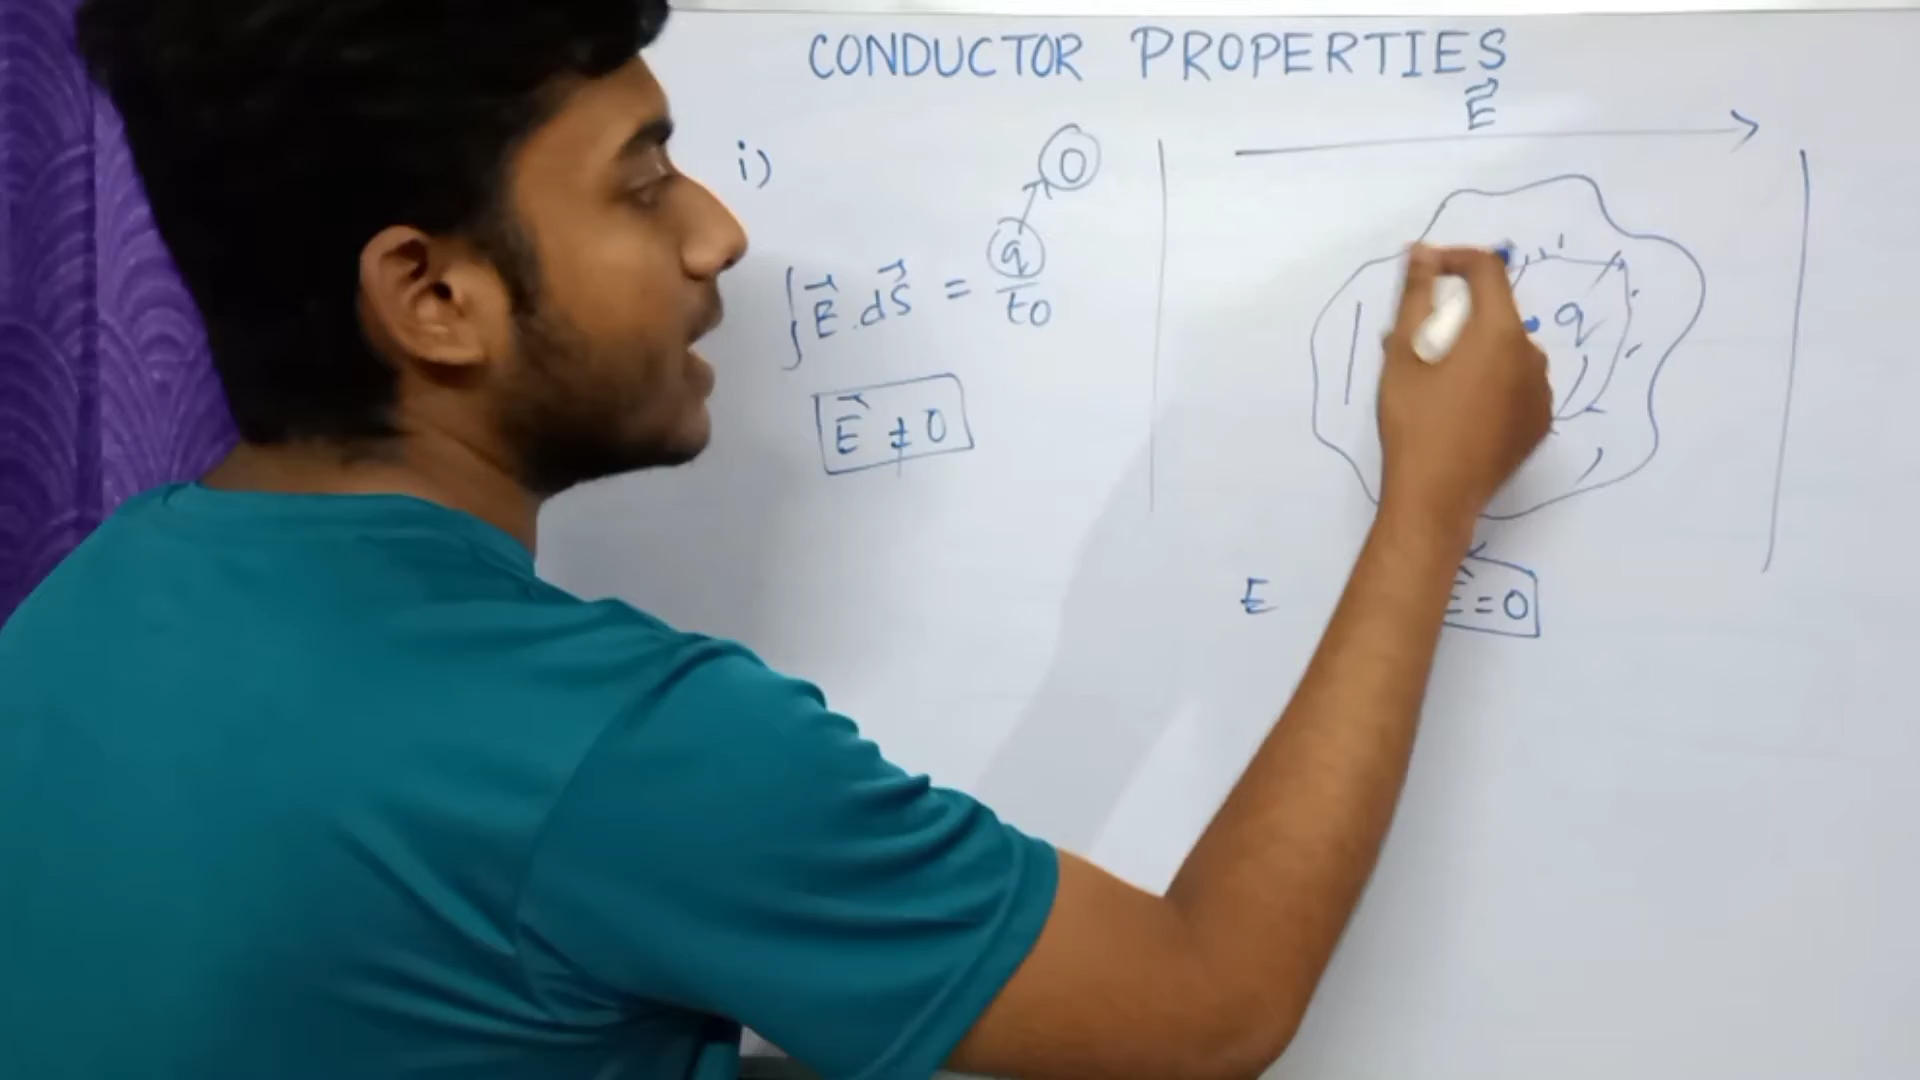 CONDUCTOR PROPERTIES
E
i)
0
∫E.dS = q/ε0
q
E ≠ 0
E
E = 0